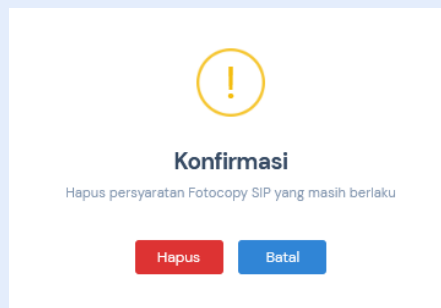 Konfirmasi
Hapus persyaratan Fotocopy SIP yang masih berlaku
Hapus Batal